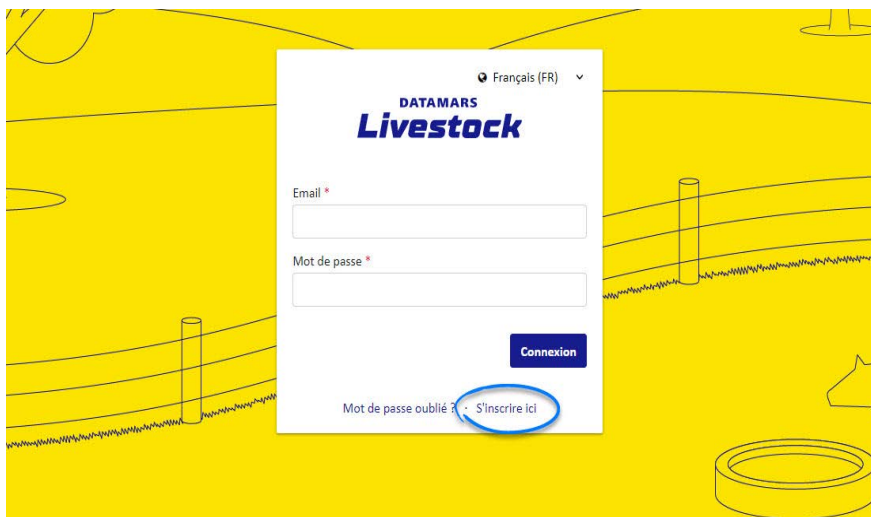 Français (FR)
DATAMARS
Livestock
Email *
Mot de passe *
Connexion
Mot de passe oublié ? · S'inscrire ici